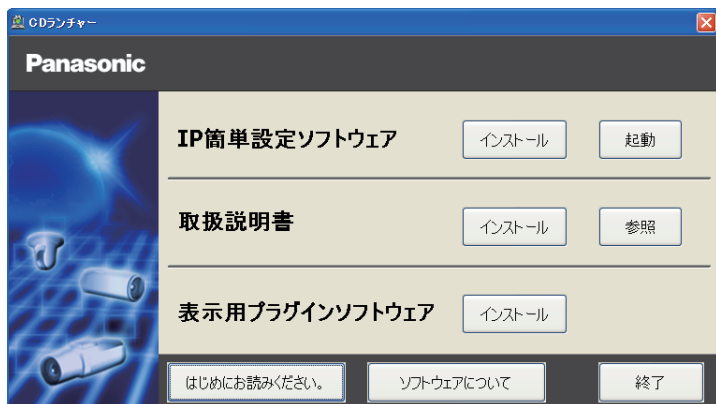 CDランチャー
Panasonic
IP簡単設定ソフトウェア インストール 起動
取扱説明書 インストール 参照
表示用プラグインソフトウェア インストール
はじめにお読みください。 ソフトウェアについて 終了